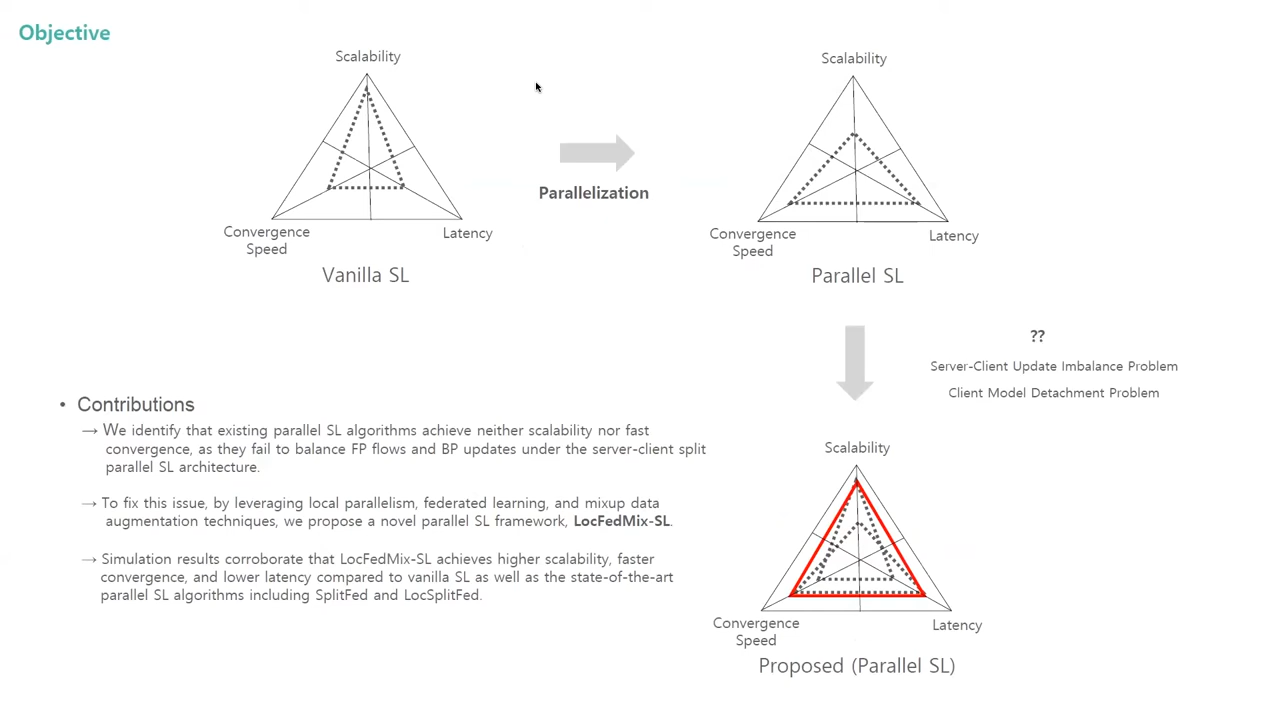 Objective
Scalability
Convergence
Speed
Latency
Vanilla SL
Parallelization
Scalability
Convergence
Speed
Latency
Parallel SL
??
Server-Client Update Imbalance Problem
Client Model Detachment Problem
• Contributions
→ We identify that existing parallel SL algorithms achieve neither scalability nor fast
convergence, as they fail to balance FP flows and BP updates under the server-client split
parallel SL architecture.
→ To fix this issue, by leveraging local parallelism, federated learning, and mixup data
augmentation techniques, we propose a novel parallel SL framework, LocFedMix-SL.
→ Simulation results corroborate that LocFedMix-SL achieves higher scalability, faster
convergence, and lower latency compared to vanilla SL as well as the state-of-the-art
parallel SL algorithms including SplitFed and LocSplitFed.
Scalability
Convergence
Speed
Latency
Proposed (Parallel SL)